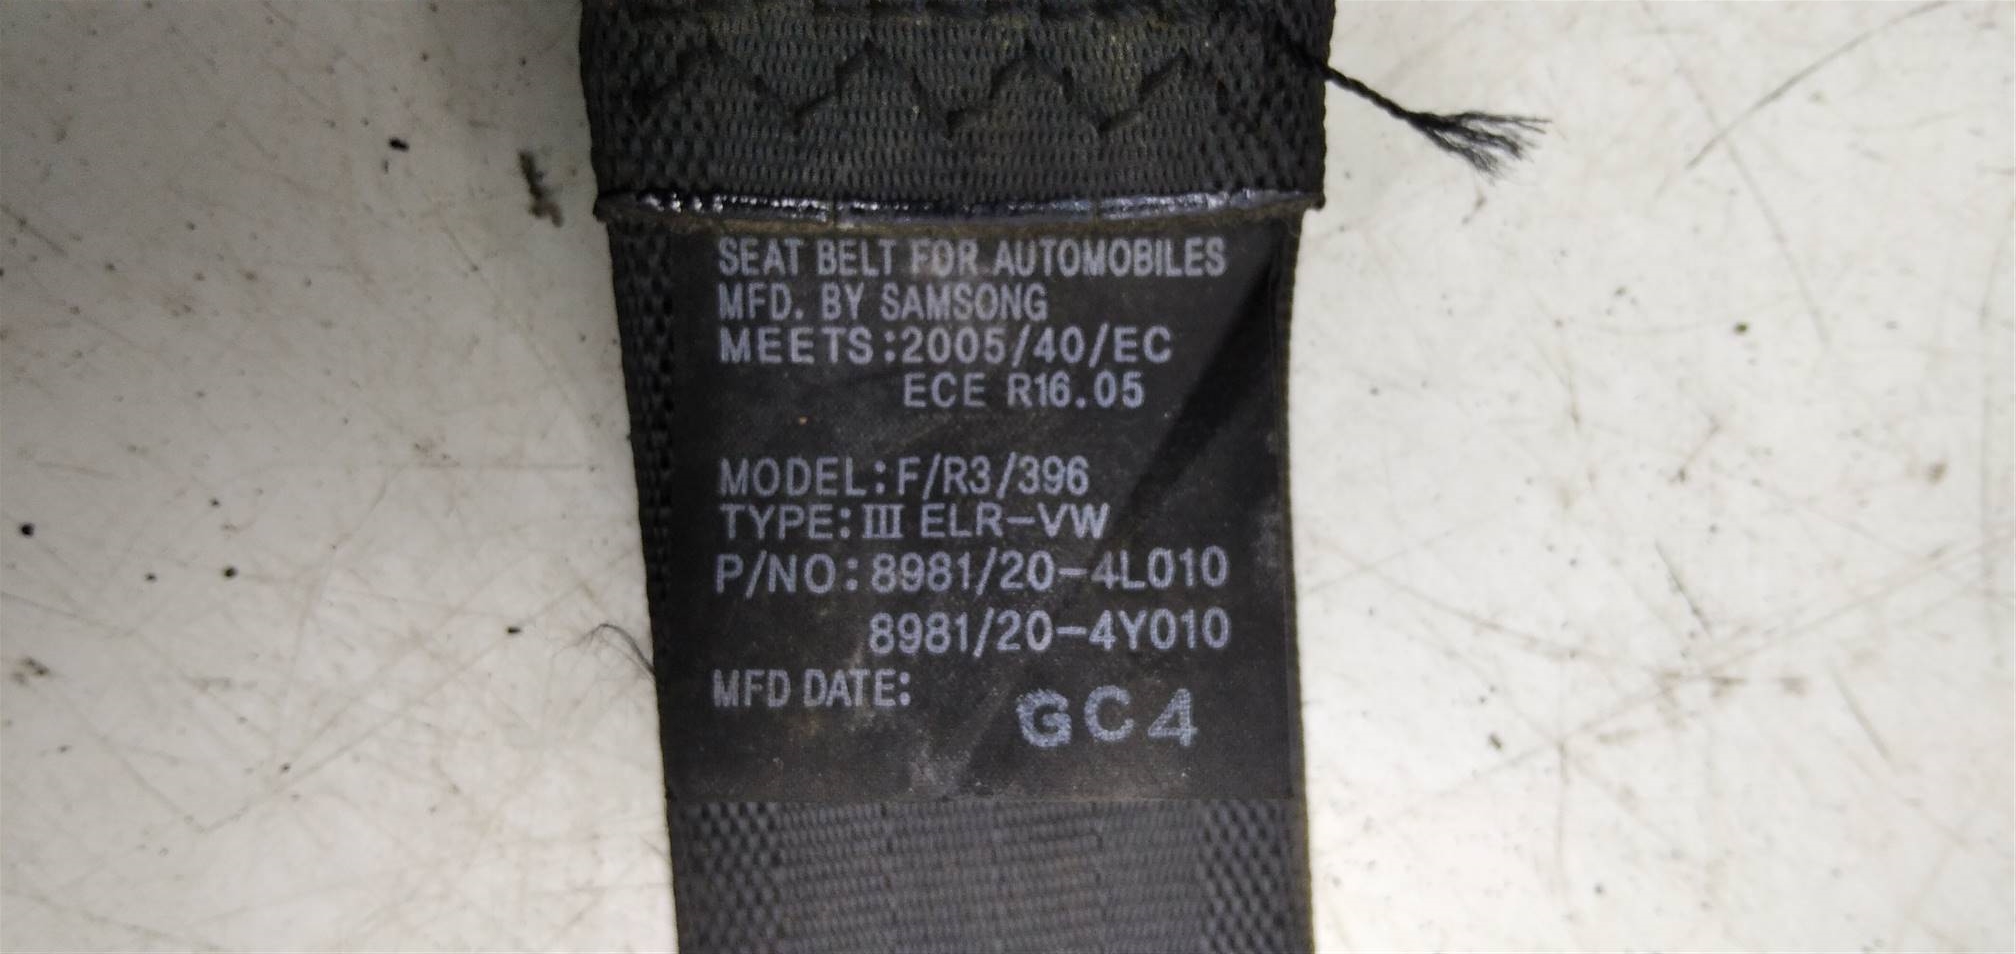 SEAT BELT FOR AUTOMOBILES
MFD. BY SAMSONG
MEETS:2005/40/EC
ECE R16.05
MODEL:F/R3/396
TYPE:III ELR-VW
P/NO:8981/20-4L010
8981/20-4Y010
MFD DATE:
GC4